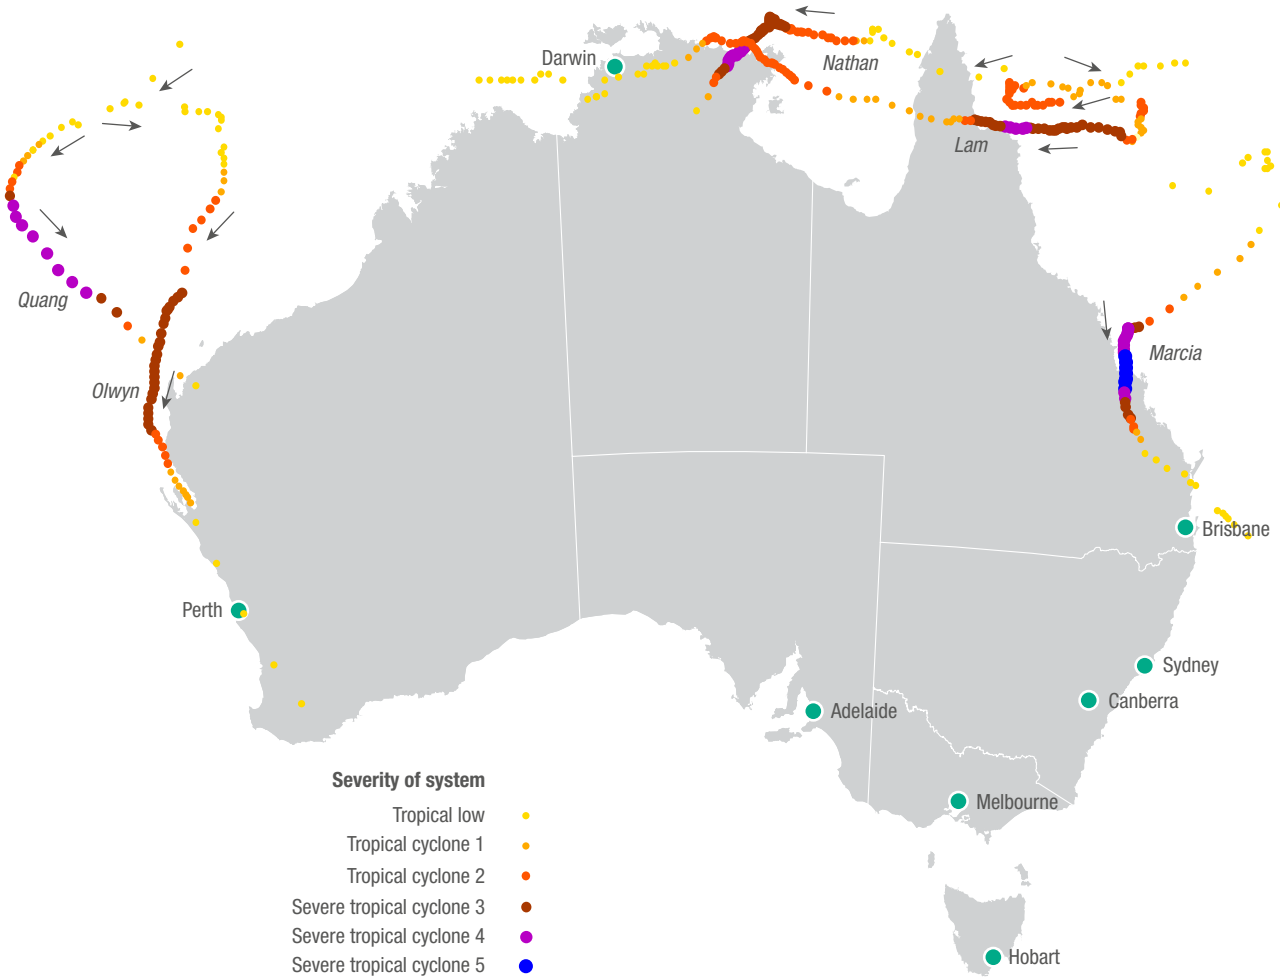 Darwin
Nathan
Lam
Quang
Marcia
Olwyn
Brisbane
Perth
Sydney
Canberra
Adelaide
Severity of system
Melbourne
Tropical low
Tropical cyclone 1
Tropical cyclone 2
Severe tropical cyclone 3
Severe tropical cyclone 4
Hobart
Severe tropical cyclone 5